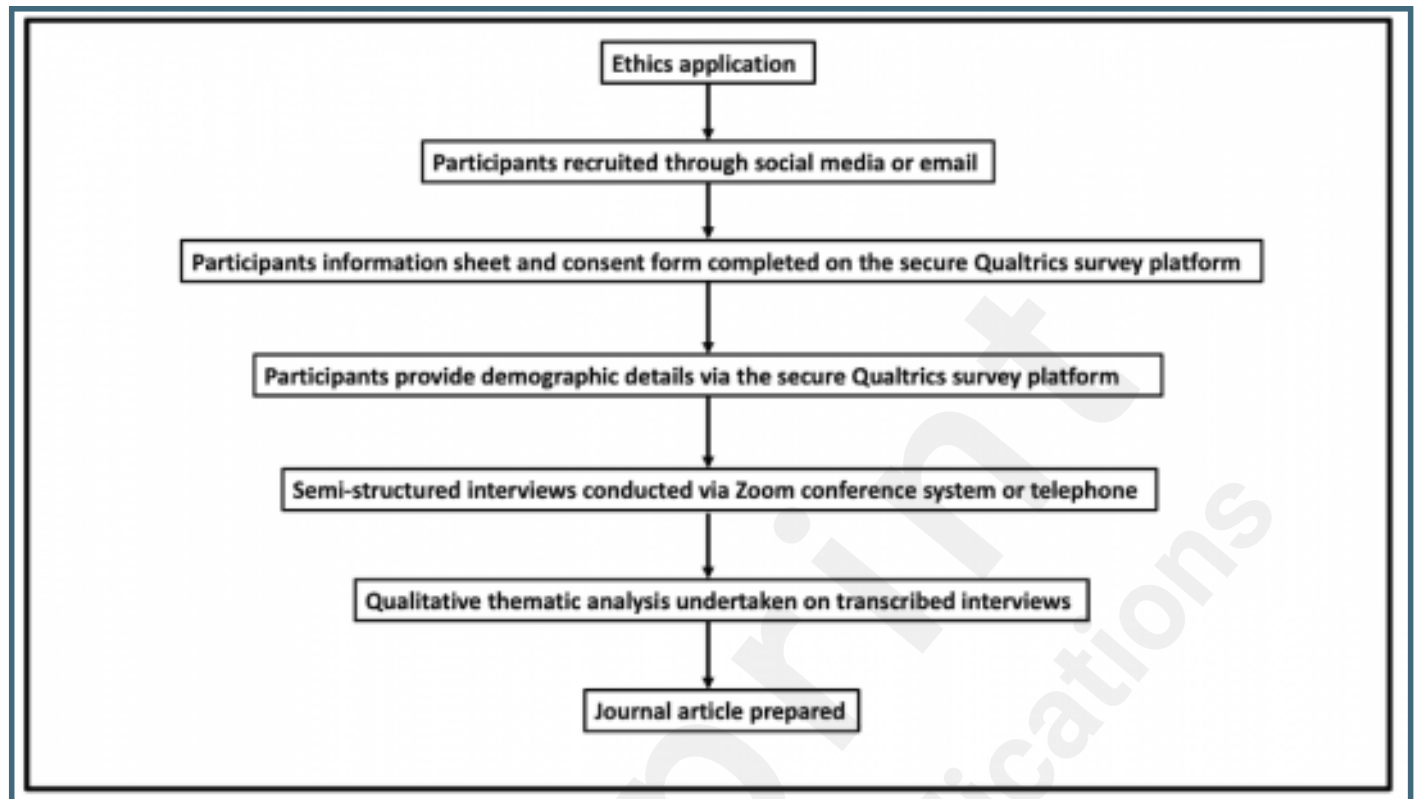 Ethics application
Participants recruited through social media or email
Participants information sheet and consent form completed on the secure Qualtrics survey platform
Participants provide demographic details via the secure Qualtrics survey platform
Semi-structured interviews conducted via Zoom conference system or telephone
Qualitative thematic analysis undertaken on transcribed interviews
Journal article prepared